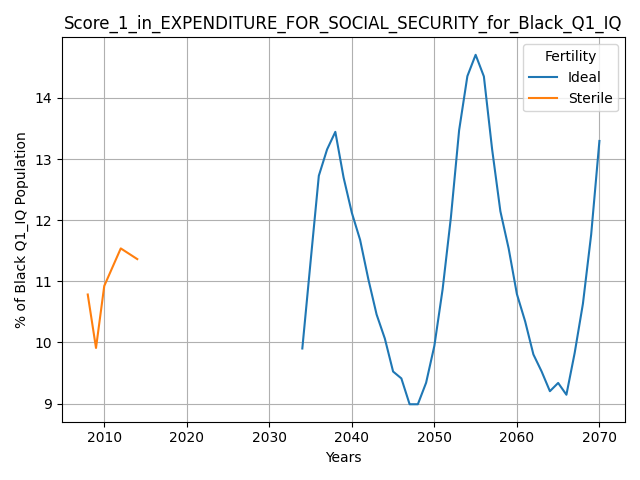 Score_1_in_EXPENDITURE_FOR_SOCIAL_SECURITY_for_Black_Q1_IQ
Fertility
Ideal
Sterile
% of Black Q1_IQ Population
14
13
12
11
10
9
2010
2020
2030
2040
2050
2060
2070
Years